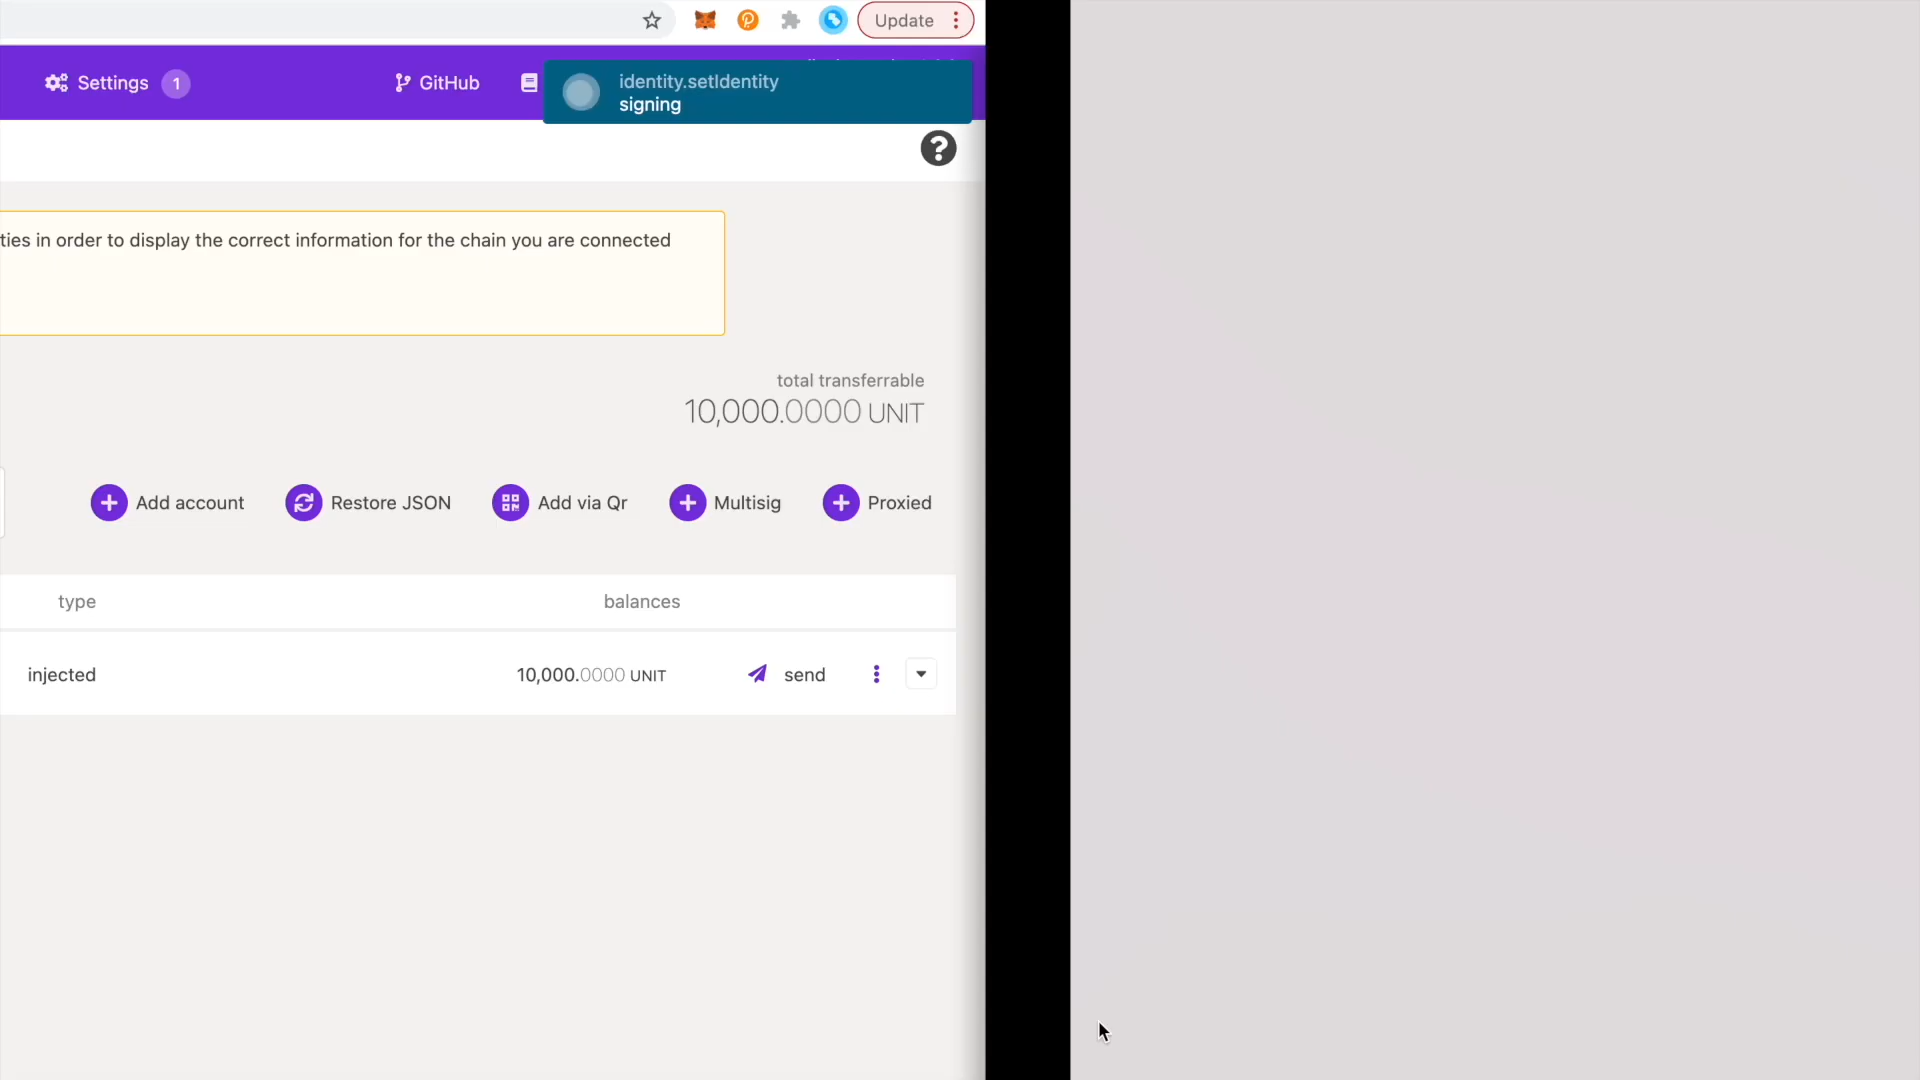 Update
Settings 1
GitHub
identity.setIdentity
signing
?
ties in order to display the correct information for the chain you are connected
total transferrable
10,000.0000 UNIT
Add account
Restore JSON
Add via Qr
Multisig
Proxied
type
balances
injected
10,000.0000 UNIT
send